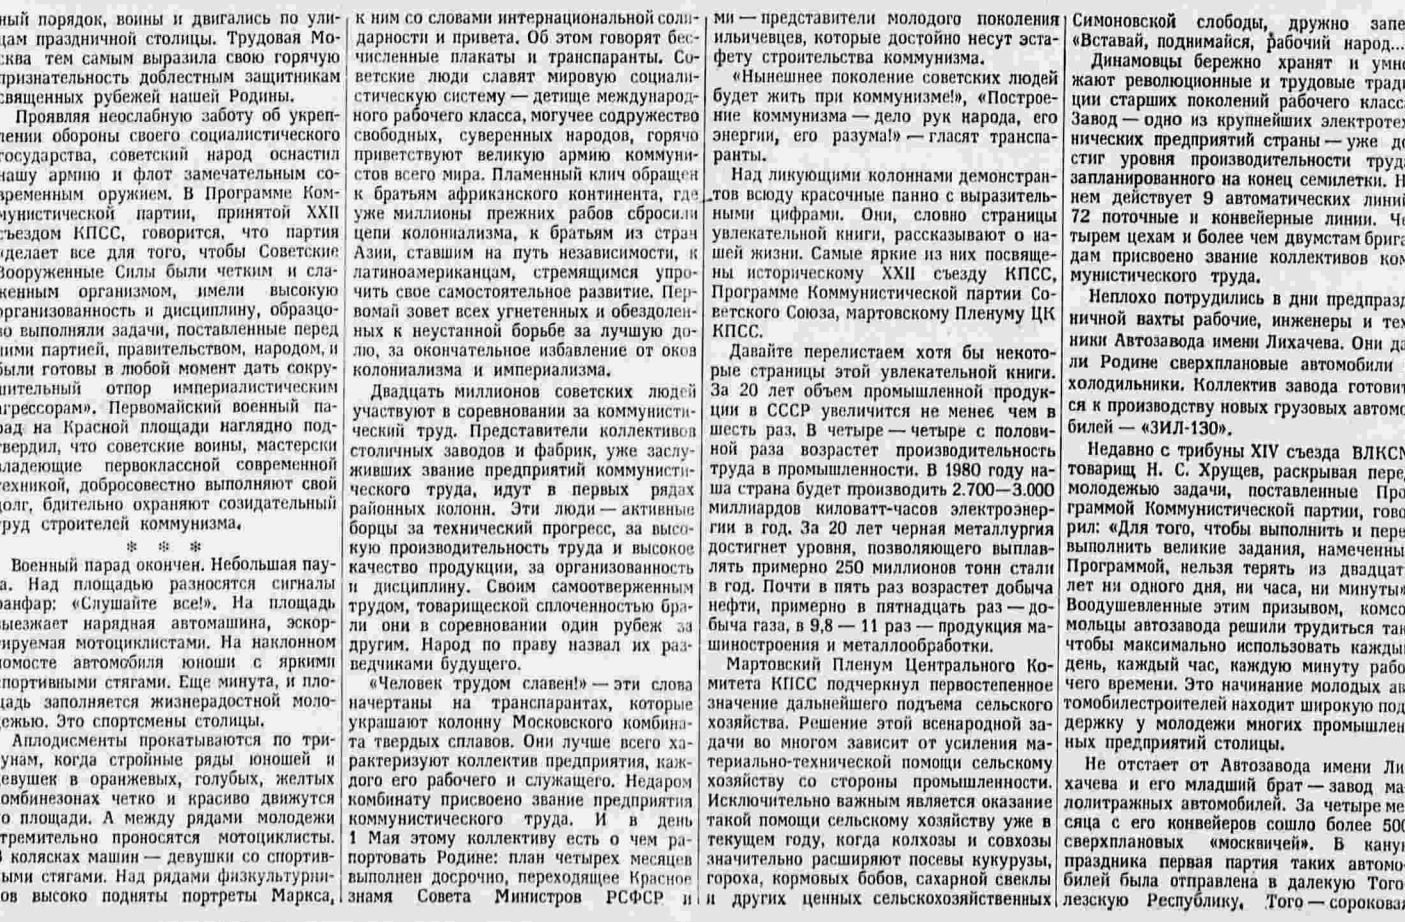 ный порядок, воины и двигались по ули-
цам праздничной столицы. Трудовая Мо-
сква тем самым выразила свою горячую
признательность доблестным защитникам
священных рубежей нашей Родины.
Проявляя неослабную заботу об укреп-
лении обороны своего социалистического
государства, советский народ оснастил
нашу армию и флот замечательным со-
временным оружием. В Программе Ком-
мунистической партии, принятой XXII
съездом КПСС, говорится, что партия
«делает все для того, чтобы Советские
Вооруженные Силы были четким и сла-
женным организмом, имели высокую
организованность и дисциплину, образцо-
во выполняли задачи, поставленные перед
ними партией, правительством, народом, и
были готовы в любой момент дать сокру-
шительный отпор империалистическим
агрессорам». Первомайский военный па-
рад на Красной площади наглядно под-
твердил, что советские воины, мастерски
владеющие первоклассной современной
техникой, добросовестно выполняют свой
долг, бдительно охраняют созидательный
труд строителей коммунизма.
* * *
Военный парад окончен. Небольшая пау-
за. Над площадью разносятся сигналы
фанфар: «Слушайте все!». На площадь
выезжает нарядная автомашина, эскор-
тируемая мотоциклистами. На наклонном
помосте автомобиля юноши с яркими
спортивными стягами. Еще минута, и пло-
щадь заполняется жизнерадостной моло-
дежью. Это спортсмены столицы.
Аплодисменты прокатываются по три-
бунам, когда стройные ряды юношей и
девушек в оранжевых, голубых, желтых
комбинезонах четко и красиво движутся
по площади. А между рядами молодежи
стремительно проносятся мотоциклисты.
В колясках машин — девушки со спортив-
ными стягами. Над рядами физкультурни-
ков высоко подняты портреты Маркса,
к ним со словами интернациональной соли-
дарности и привета. Об этом говорят бес-
численные плакаты и транспаранты. Со-
ветские люди славят мировую социали-
стическую систему — детище международ-
ного рабочего класса, могучее содружество
свободных, суверенных народов, горячо
приветствуют великую армию коммуни-
стов всего мира. Пламенный клич обращен
к братьям африканского континента, где
уже миллионы прежних рабов сбросили
цепи колониализма, к братьям из стран
Азии, ставшим на путь независимости, к
латиноамериканцам, стремящимся упро-
чить свое самостоятельное развитие. Пер-
вомай зовет всех угнетенных и обездолен-
ных к неустанной борьбе за лучшую до-
лю, за окончательное избавление от оков
колониализма и империализма.
Двадцать миллионов советских людей
участвуют в соревновании за коммунисти-
ческий труд. Представители коллективов
столичных заводов и фабрик, уже заслу-
живших звание предприятий коммунисти-
ческого труда, идут в первых рядах
районных колонн. Эти люди — активные
борцы за технический прогресс, за высо-
кую производительность труда и высокое
качество продукции, за организованность
и дисциплину. Своим самоотверженным
трудом, товарищеской сплоченностью бра-
ли они в соревновании один рубеж за
другим. Народ по праву назвал их раз-
ведчиками будущего.
«Человек трудом славен!» — эти слова
начертаны на транспарантах, которые
украшают колонну Московского комбина-
та твердых сплавов. Они лучше всего ха-
рактеризуют коллектив предприятия, каж-
дого его рабочего и служащего. Недаром
комбинату присвоено звание предприятия
коммунистического труда. И в день
1 Мая этому коллективу есть о чем ра-
портовать Родине: план четырех месяцев
выполнен досрочно, переходящее Красное
знамя Совета Министров РСФСР и
ми — представители молодого поколения
ильичевцев, которые достойно несут эста-
фету строительства коммунизма.
«Нынешнее поколение советских людей
будет жить при коммунизме!», «Построе-
ние коммунизма — дело рук народа, его
энергии, его разума!» — гласят транспа-
ранты.
Над ликующими колоннами демонстран-
тов всюду красочные панно с выразитель-
ными цифрами. Они, словно страницы
увлекательной книги, рассказывают о на-
шей жизни. Самые яркие из них посвяще-
ны историческому XXII съезду КПСС,
Программе Коммунистической партии Со-
ветского Союза, мартовскому Пленуму ЦК
КПСС.
Давайте перелистаем хотя бы некото-
рые страницы этой увлекательной книги.
За 20 лет объем промышленной продук-
ции в СССР увеличится не менее чем в
шесть раз. В четыре — четыре с полови-
ной раза возрастет производительность
труда в промышленности. В 1980 году на-
ша страна будет производить 2.700—3.000
миллиардов киловатт-часов электроэнер-
гии в год. За 20 лет черная металлургия
достигнет уровня, позволяющего выплав-
лять примерно 250 миллионов тонн стали
в год. Почти в пять раз возрастет добыча
нефти, примерно в пятнадцать раз — до-
быча газа, в 9,8 — 11 раз — продукция ма-
шиностроения и металлообработки.
Мартовский Пленум Центрального Ко-
митета КПСС подчеркнул первостепенное
значение дальнейшего подъема сельского
хозяйства. Решение этой всенародной за-
дачи во многом зависит от усиления ма-
териально-технической помощи сельскому
хозяйству со стороны промышленности.
Исключительно важным является оказание
такой помощи сельскому хозяйству уже в
текущем году, когда колхозы и совхозы
значительно расширяют посевы кукурузы,
гороха, кормовых бобов, сахарной свеклы
и других ценных сельскохозяйственных
Симоновской слободы, дружно запе
«Вставай, поднимайся, рабочий народ...
Динамовцы бережно хранят и умно
жают революционные и трудовые тради
ции старших поколений рабочего класса
Завод — одно из крупнейших электротех
нических предприятий страны — уже до
стиг уровня производительности труда
запланированного на конец семилетки. Н
нем действует 9 автоматических линий
72 поточные и конвейерные линии. Че
тырем цехам и более чем двумстам брига
дам присвоено звание коллективов ком
мунистического труда.
Неплохо потрудились в дни предпразд
ничной вахты рабочие, инженеры и тех
ники Автозавода имени Лихачева. Они да
ли Родине сверхплановые автомобили
холодильники. Коллектив завода готовит
ся к производству новых грузовых автомо
билей — «ЗИЛ-130».
Недавно с трибуны XIV съезда ВЛКСМ
товарищ Н. С. Хрущев, раскрывая пере
молодежью задачи, поставленные Про
граммой Коммунистической партии, гово
рил: «Для того, чтобы выполнить и пере
выполнить великие задания, намеченны
Программой, нельзя терять из двадцат
лет ни одного дня, ни часа, ни минуты»
Воодушевленные этим призывом, комсо
мольцы автозавода решили трудиться так
чтобы максимально использовать кажды
день, каждый час, каждую минуту рабо
чего времени. Это начинание молодых ав
томобилестроителей находит широкую под
держку у молодежи многих промышлен
ных предприятий столицы.
Не отстает от Автозавода имени Ли
хачева и его младший брат — завод ма
лолитражных автомобилей. За четыре ме
сяца с его конвейеров сошло более 500
сверхплановых «москвичей». В канун
праздника первая партия таких автомо
билей была отправлена в далекую Того
лезскую Республику. Того — сороковая